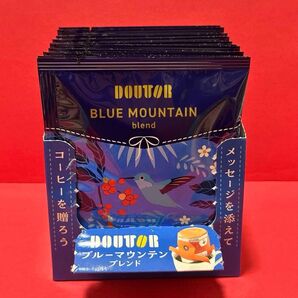 DOUTOR
BLUE MOUNTAIN
blend
メッセージを添えて
コーヒーを贈ろう
DOUTOR
ブルーマウンテン
ブレンド